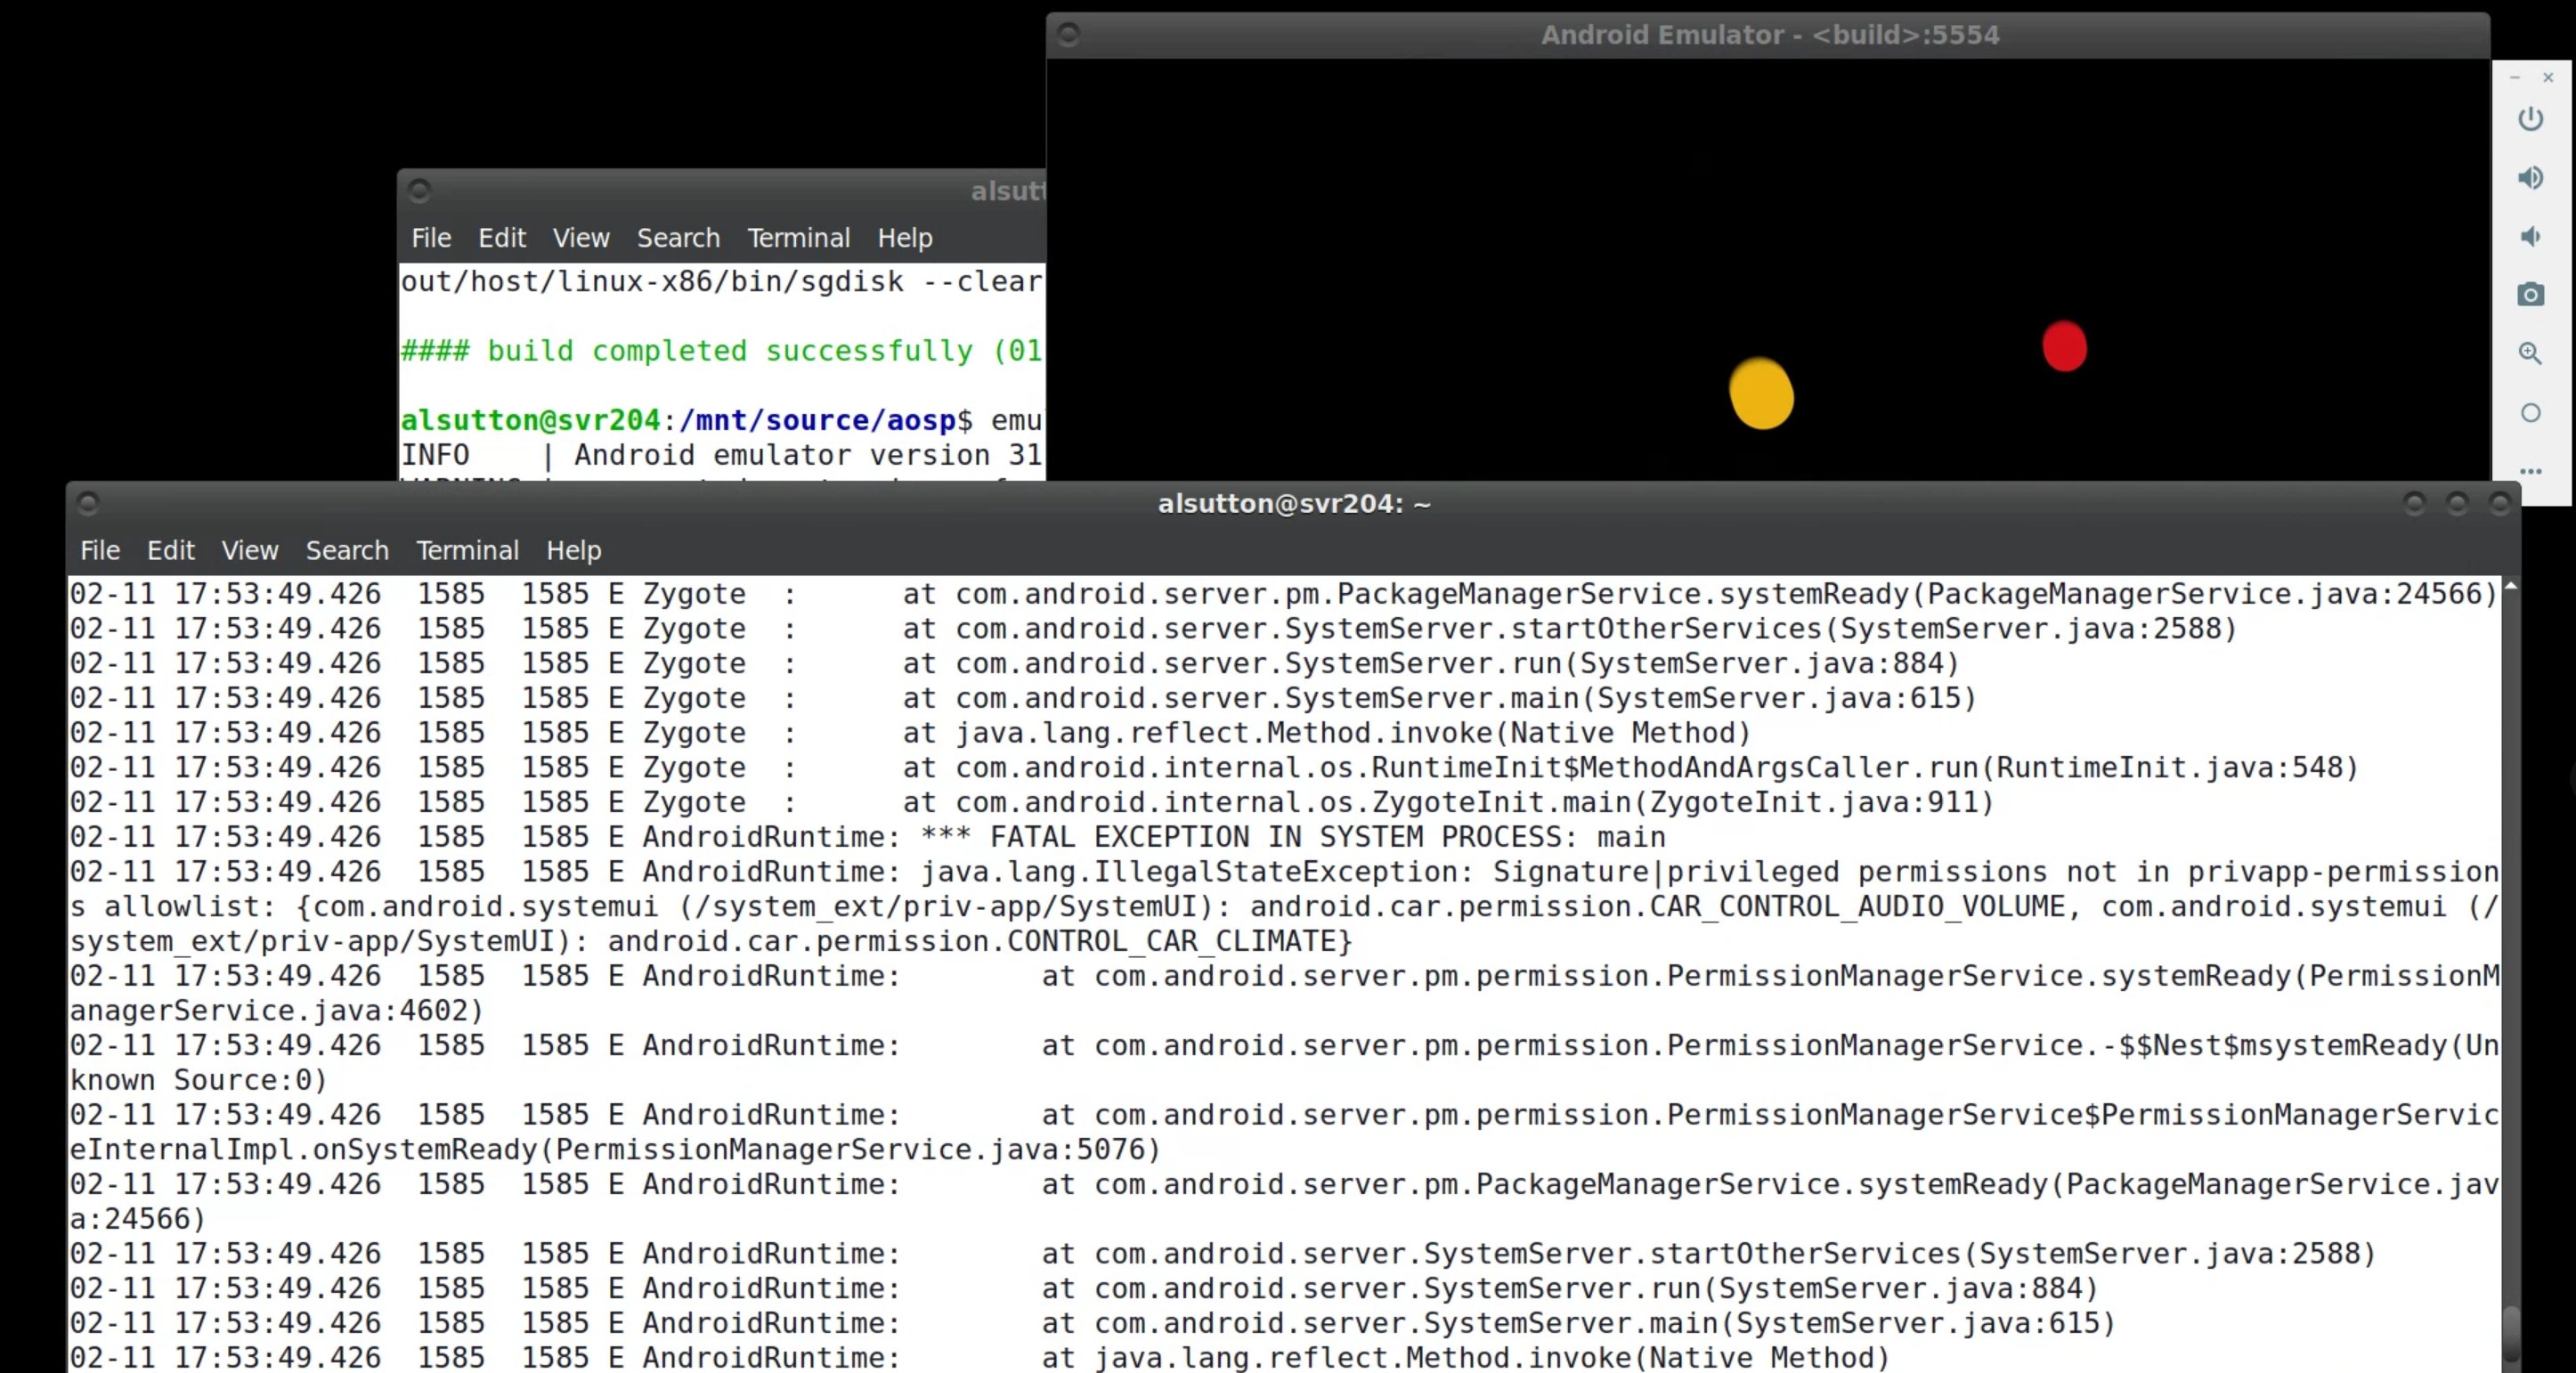 Android Emulator - <build>:5554
alsutt
File Edit View Search Terminal Help
out/host/linux-x86/bin/sgdisk --clear
#### build completed successfully (01
alsutton@svr204:/mnt/source/aosp$ emu
INFO    | Android emulator version 31
alsutton@svr204: ~
File Edit View Search Terminal Help
02-11 17:53:49.426  1585  1585 E Zygote  :      at com.android.server.pm.PackageManagerService.systemReady(PackageManagerService.java:24566)
02-11 17:53:49.426  1585  1585 E Zygote  :      at com.android.server.SystemServer.startOtherServices(SystemServer.java:2588)
02-11 17:53:49.426  1585  1585 E Zygote  :      at com.android.server.SystemServer.run(SystemServer.java:884)
02-11 17:53:49.426  1585  1585 E Zygote  :      at com.android.server.SystemServer.main(SystemServer.java:615)
02-11 17:53:49.426  1585  1585 E Zygote  :      at java.lang.reflect.Method.invoke(Native Method)
02-11 17:53:49.426  1585  1585 E Zygote  :      at com.android.internal.os.RuntimeInit$MethodAndArgsCaller.run(RuntimeInit.java:548)
02-11 17:53:49.426  1585  1585 E Zygote  :      at com.android.internal.os.ZygoteInit.main(ZygoteInit.java:911)
02-11 17:53:49.426  1585  1585 E AndroidRuntime: *** FATAL EXCEPTION IN SYSTEM PROCESS: main
02-11 17:53:49.426  1585  1585 E AndroidRuntime: java.lang.IllegalStateException: Signature|privileged permissions not in privapp-permission
s allowlist: {com.android.systemui (/system_ext/priv-app/SystemUI): android.car.permission.CAR_CONTROL_AUDIO_VOLUME, com.android.systemui (/
system_ext/priv-app/SystemUI): android.car.permission.CONTROL_CAR_CLIMATE}
02-11 17:53:49.426  1585  1585 E AndroidRuntime:        at com.android.server.pm.permission.PermissionManagerService.systemReady(PermissionM
anagerService.java:4602)
02-11 17:53:49.426  1585  1585 E AndroidRuntime:        at com.android.server.pm.permission.PermissionManagerService.-$$Nest$msystemReady(Un
known Source:0)
02-11 17:53:49.426  1585  1585 E AndroidRuntime:        at com.android.server.pm.permission.PermissionManagerService$PermissionManagerServic
eInternalImpl.onSystemReady(PermissionManagerService.java:5076)
02-11 17:53:49.426  1585  1585 E AndroidRuntime:        at com.android.server.pm.PackageManagerService.systemReady(PackageManagerService.jav
a:24566)
02-11 17:53:49.426  1585  1585 E AndroidRuntime:        at com.android.server.SystemServer.startOtherServices(SystemServer.java:2588)
02-11 17:53:49.426  1585  1585 E AndroidRuntime:        at com.android.server.SystemServer.run(SystemServer.java:884)
02-11 17:53:49.426  1585  1585 E AndroidRuntime:        at com.android.server.SystemServer.main(SystemServer.java:615)
02-11 17:53:49.426  1585  1585 E AndroidRuntime:        at java.lang.reflect.Method.invoke(Native Method)